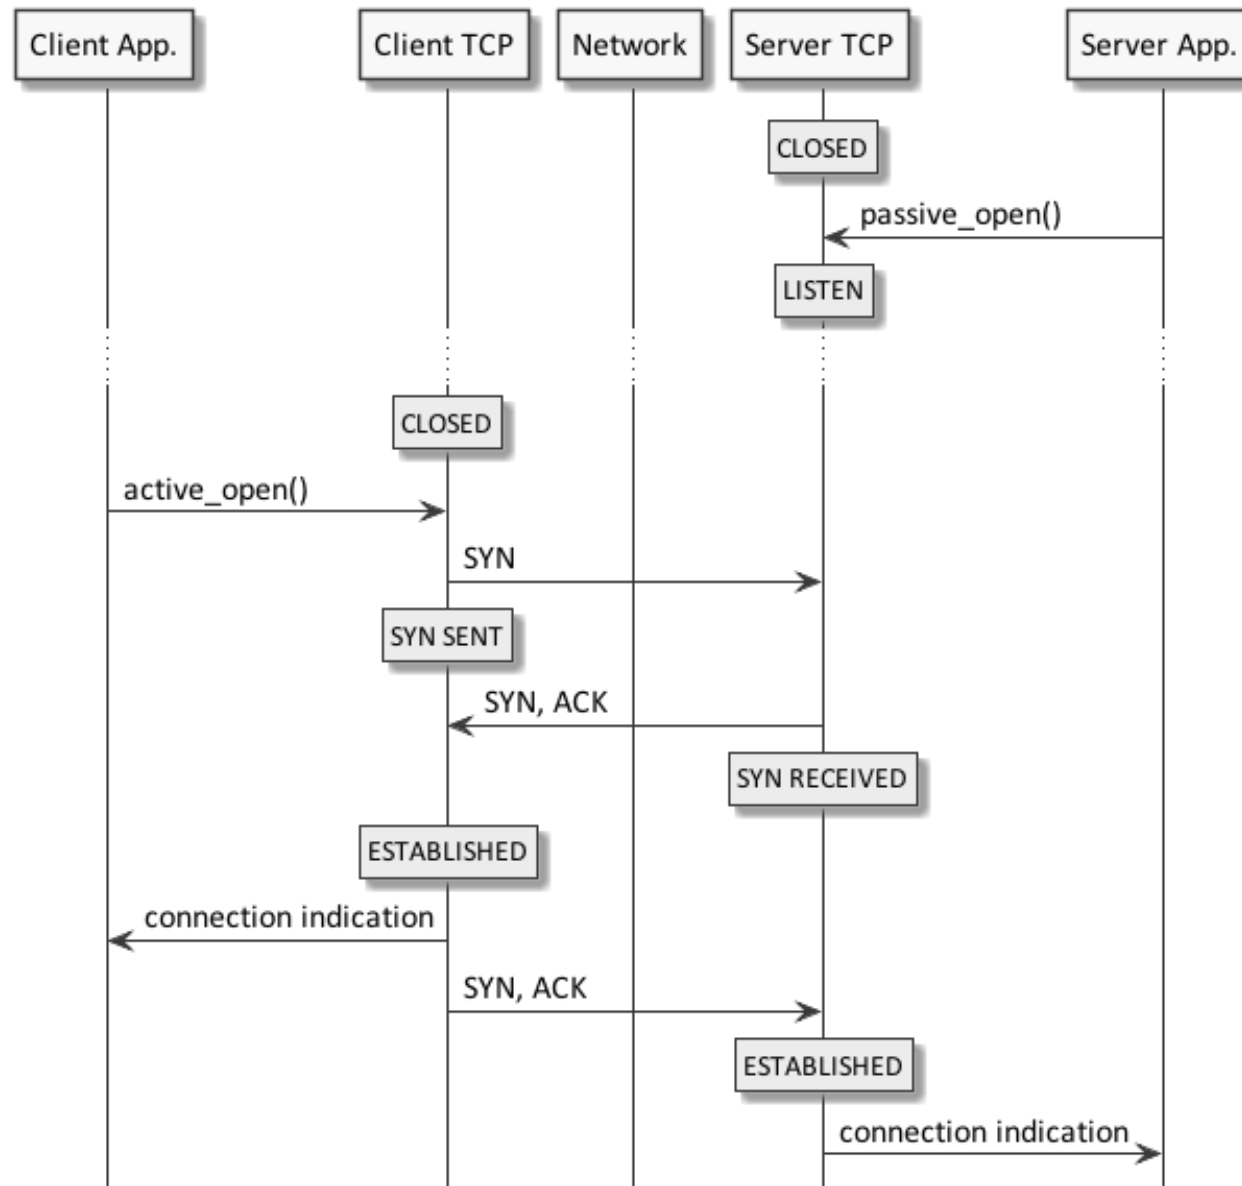 Client App.
Client TCP
Network
Server TCP
Server App.
CLOSED
passive_open()
LISTEN
CLOSED
active_open()
SYN
SYN SENT
SYN, ACK
SYN RECEIVED
ESTABLISHED
connection indication
SYN, ACK
ESTABLISHED
connection indication